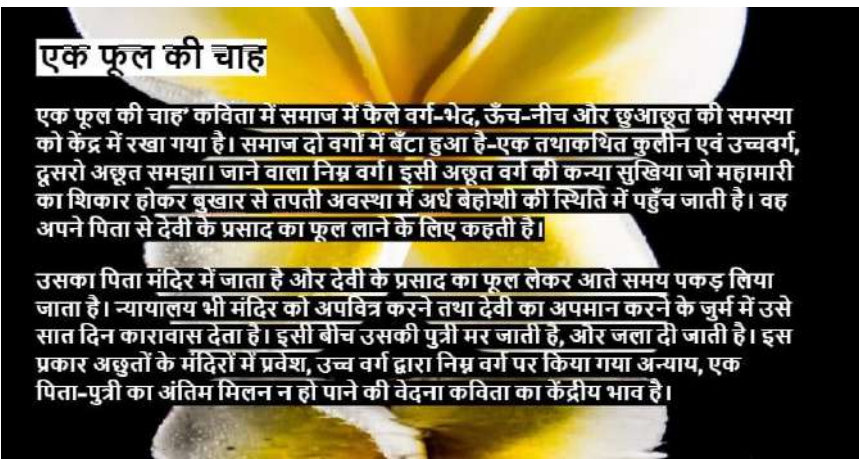 एक फूल की चाह
एक फूल की चाह’ कविता में समाज में फैले वर्ग-भेद, ऊँच-नीच और छुआछूत की समस्या
को केंद्र में रखा गया है। समाज दो वर्गों में बँटा हुआ है-एक तथाकथित कुलीन एवं उच्चवर्ग,
दूसरो अछूत समझा। जाने वाला निम्न वर्ग। इसी अछूत वर्ग की कन्या सुखिया जो महामारी
का शिकार होकर बुखार से तपती अवस्था में अर्ध बेहोशी की स्थिति में पहुँच जाती है। वह
अपने पिता से देवी के प्रसाद का फूल लाने के लिए कहती है।
उसका पिता मंदिर में जाता है और देवी के प्रसाद का फूल लेकर आते समय पकड़ लिया
जाता है। न्यायालय भी मंदिर को अपवित्र करने तथा देवी का अपमान करने के जुर्म में उसे
सात दिन कारावास देता है। इसी बीच उसकी पुत्री मर जाती है, और जला दी जाती है। इस
प्रकार अछुतों के मंदिरों में प्रवेश, उच्च वर्ग द्वारा निम्न वर्ग पर किया गया अन्याय, एक
पिता-पुत्री का अंतिम मिलन न हो पाने की वेदना कविता का केंद्रीय भाव है।